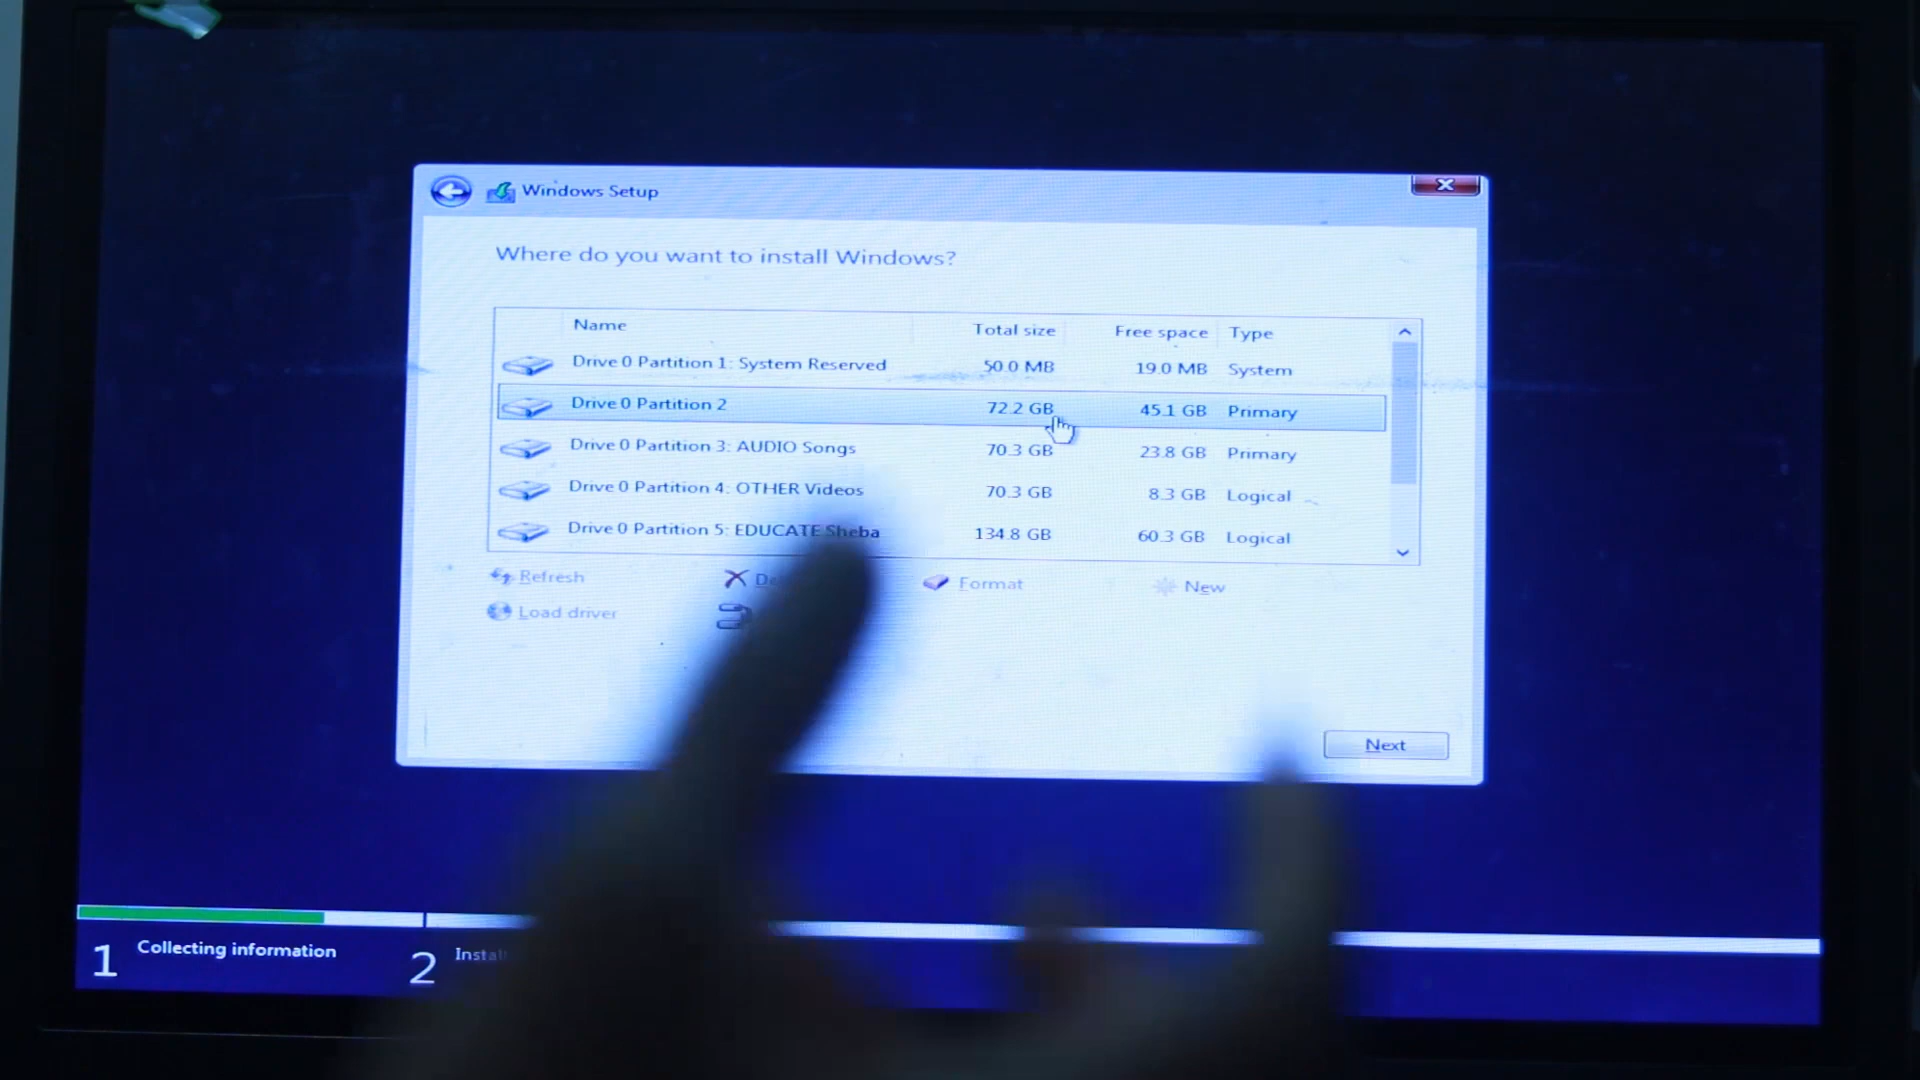 Windows Setup
Where do you want to install Windows?
Name Total size Free space Type
Drive 0 Partition 1: System Reserved 50.0 MB 19.0 MB System
Drive 0 Partition 2 72.2 GB 45.1 GB Primary
Drive 0 Partition 3: AUDIO Songs 70.3 GB 23.8 GB Primary
Drive 0 Partition 4: OTHER Videos 70.3 GB 8.3 GB Logical
Drive 0 Partition 5: EDUCATE Sheba 134.8 GB 60.3 GB Logical
Refresh Format New
Load driver
Next
1 Collecting information 2